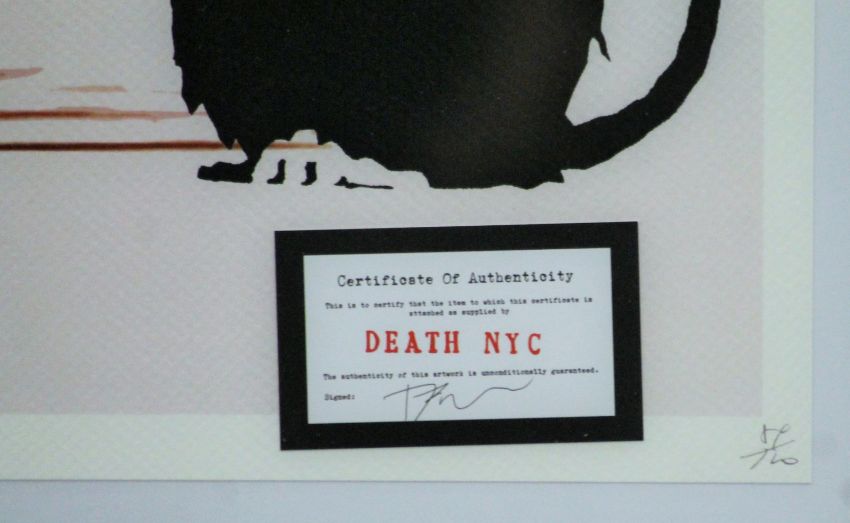 Certificate Of Authenticity
This is to certify that the item to which this certificate is
attached as supplied by
DEATH NYC
The authenticity of this artwork is unconditionally guaranteed.
Signed: